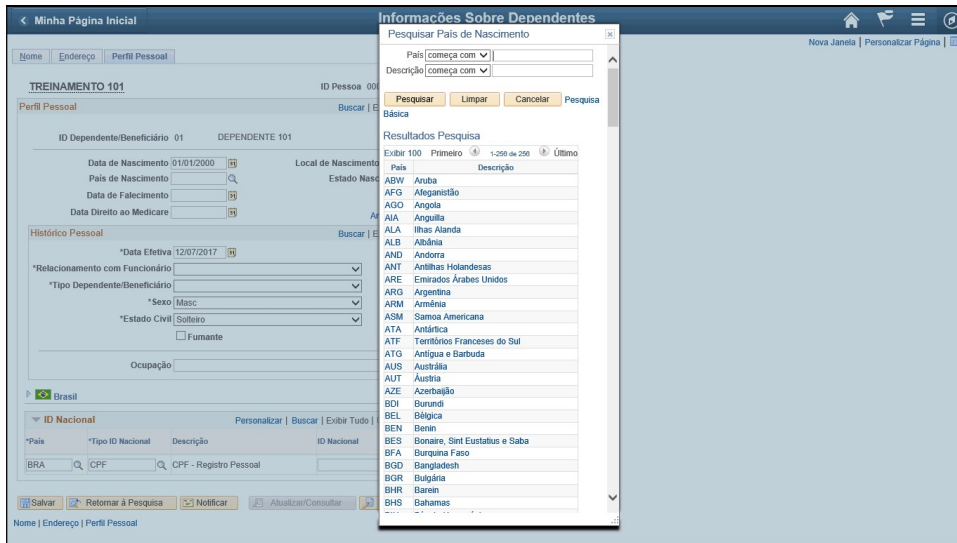 Minha Página Inicial
Informações Sobre Dependentes
Nova Janela | Personalizar Página |
Nome Endereço Perfil Pessoal
TREINAMENTO 101 ID Pessoa
Perfil Pessoal Buscar |
ID Dependente/Beneficiário 01 DEPENDENTE 101
Data de Nascimento 01/01/2000 Local de Nascimento
País de Nascimento Estado
Data de Falecimento
Data Direito ao Medicare
Histórico Pessoal Buscar |
*Data Efetiva 12/07/2017
*Relacionamento com Funcionário
*Tipo Dependente/Beneficiário
*Sexo Masc
*Estado Civil Solteiro
Fumante
Ocupação
Brasil
ID Nacional Personalizar | Buscar | Exibir Tudo |
*País *Tipo ID Nacional Descrição ID Nacional
BRA CPF CPF - Registro Pessoal
Salvar Retornar à Pesquisa Notificar Atualizar/Consultar
Nome | Endereço | Perfil Pessoal
Pesquisar País de Nascimento
País começa com
Descrição começa com
Pesquisar Limpar Cancelar Pesquisa
Básica
Resultados Pesquisa
Exibir 100 Primeiro 1-256 de 256 Último
País Descrição
ABW Aruba
AFG Afeganistão
AGO Angola
AIA Anguilla
ALA Ilhas Alanda
ALB Albânia
AND Andorra
ANT Antilhas Holandesas
ARE Emirados Árabes Unidos
ARG Argentina
ARM Armênia
ASM Samoa Americana
ATA Antártica
ATF Territórios Franceses do Sul
ATG Antígua e Barbuda
AUS Austrália
AUT Áustria
AZE Azerbaijão
BDI Burundi
BEL Bélgica
BEN Benin
BES Bonaire, Sint Eustatius e Saba
BFA Burquina Faso
BGD Bangladesh
BGR Bulgária
BHR Barein
BHS Bahamas